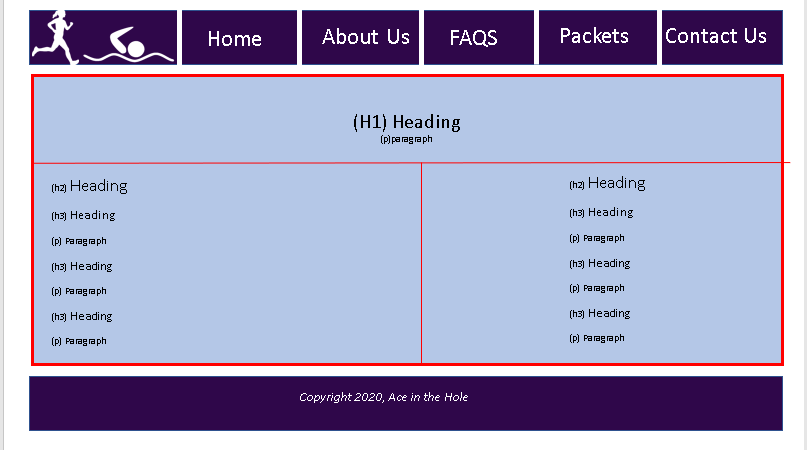 Home
About Us
FAQS
Packets
Contact Us
(H1) Heading
(p)paragraph
(h2) Heading
(h3) Heading
(p) Paragraph
(h3) Heading
(p) Paragraph
(h3) Heading
(p) Paragraph
(h2) Heading
(h3) Heading
(p) Paragraph
(h3) Heading
(p) Paragraph
(h3) Heading
(p) Paragraph
Copyright 2020, Ace in the Hole